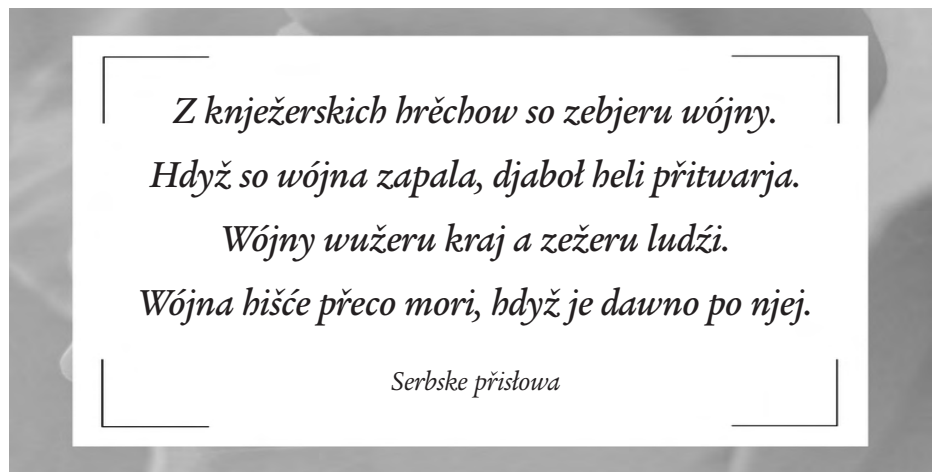 Z knježerskich hrěchow so zebjeru wójny.
Hdyž so wójna zapala, djaboł heli přitwarja.
Wójny wužeru kraj a zežeru ludźi.
Wójna hišće přeco mori, hdyž je dawno po njej.
Serbske přisłowa